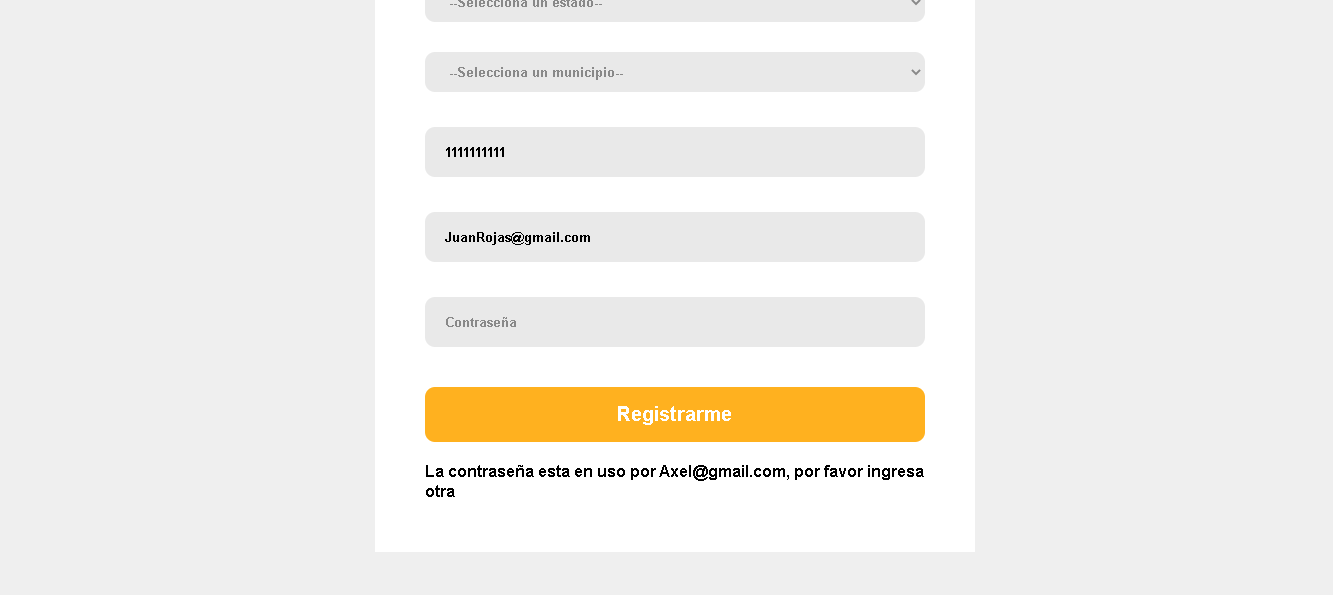 --Selecciona un estado--
--Selecciona un municipio--
1111111111
JuanRojas@gmail.com
Contraseña
Registrarme
La contraseña esta en uso por Axel@gmail.com, por favor ingresa
otra